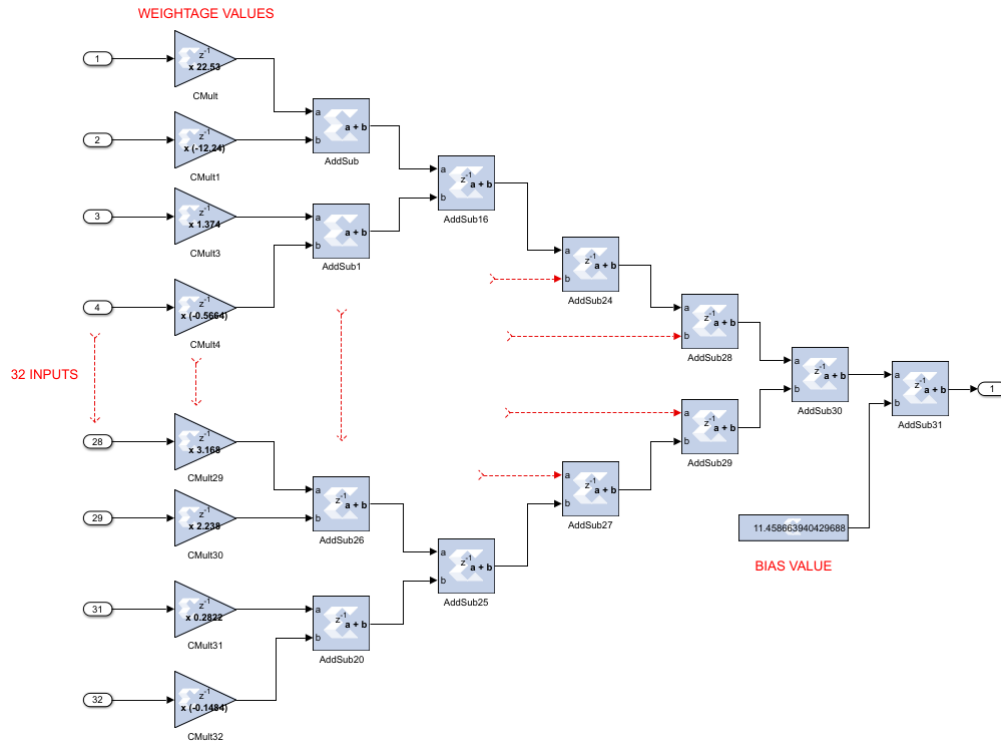 WEIGHTAGE VALUES
1
z-1
x 22.53
CMult
a
b
a + b
AddSub
2
z-1
x (-12.24)
CMult1
a
b
z-1
a + b
AddSub16
3
z-1
x 1.374
CMult3
a
b
a + b
AddSub1
a
b
z-1
a + b
AddSub24
4
z-1
x (-0.5664)
CMult4
a
b
z-1
a + b
AddSub28
32 INPUTS
a
b
z-1
a + b
AddSub30
a
b
z-1
a + b
AddSub31
1
28
z-1
x 3.168
CMult29
a
b
z-1
a + b
AddSub29
29
z-1
x 2.238
CMult30
a
b
z-1
a + b
AddSub26
a
b
z-1
a + b
AddSub27
11.458663940429688
BIAS VALUE
a
b
z-1
a + b
AddSub25
31
z-1
x 0.2822
CMult31
a
b
z-1
a + b
AddSub20
32
z-1
x (-0.1484)
CMult32